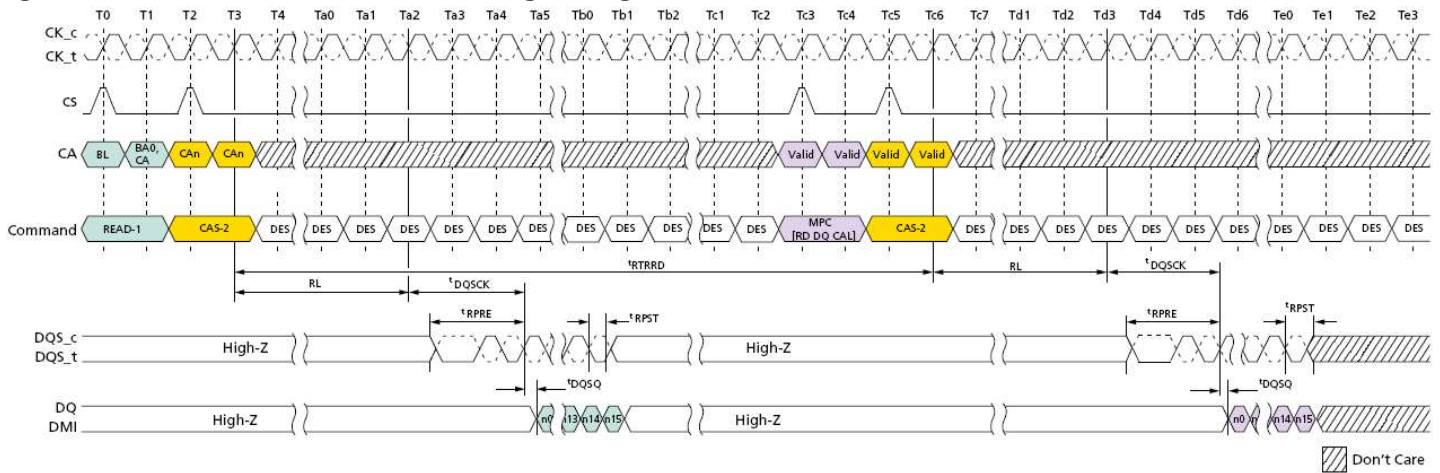 T0 T1 T2 T3 T4 Ta0 Ta1 Ta2 Ta3 Ta4 Ta5 Tb0 Tb1 Tb2 Tc0 Tc1 Tc2 Tc3 Tc4 Tc5 Tc6 Tc7 Td1 Td2 Td3 Td4 Td5 Td6 Te0 Te1 Te2 Te3
CK_c
CK_t
CS
CA BL BA0, CA CAn CAn Valid Valid Valid Valid
Command READ-1 CAS-2 DES DES DES DES DES DES DES DES DES DES DES DES DES MPC [RD DQ CAL] CAS-2 DES DES DES DES DES DES DES DES DES DES DES
tRTRRD RL tDQSCK
RL tDQSCK
tRPRE tRPST tRPRE tRPST
DQS_c
DQS_t High-Z High-Z
tDQSQ tDQSQ
DQ
DMI High-Z n0 n13 n14 n15 High-Z n0 n14 n15
Don't Care